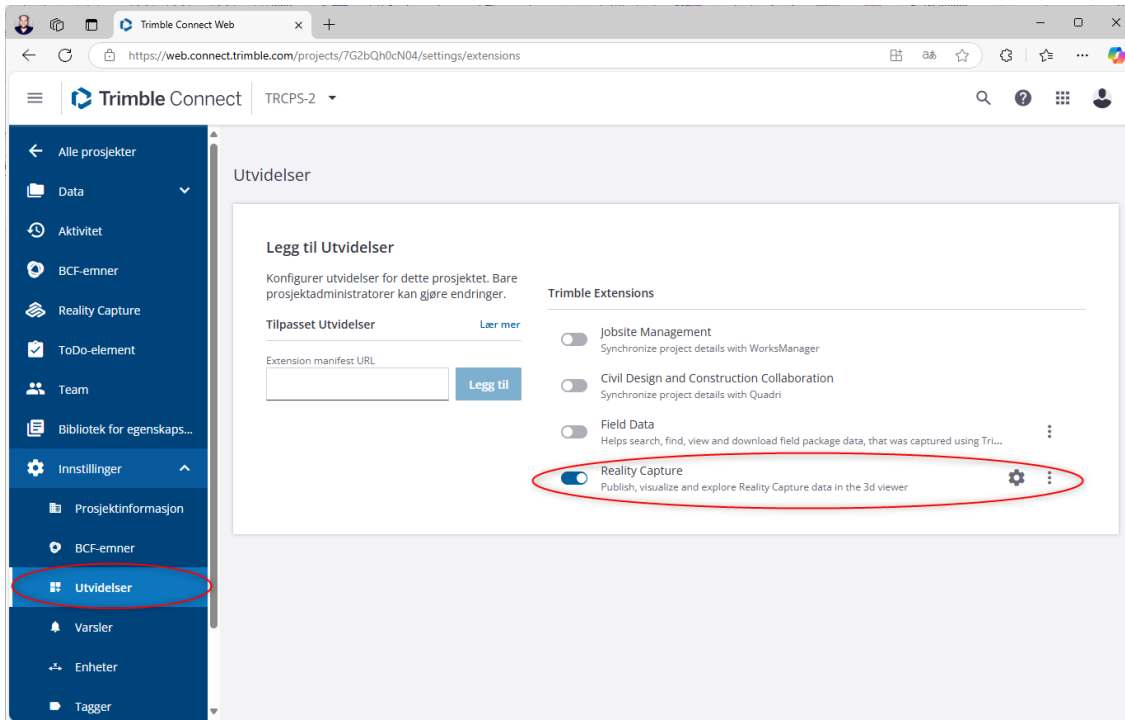 Trimble Connect Web
https://web.connect.trimble.com/projects/7G2bQh0cN04/settings/extensions
Trimble Connect
TRCPS-2
Alle prosjekter
Data
Aktivitet
BCF-emner
Reality Capture
ToDo-element
Team
Bibliotek for egenskaps...
Innstillinger
Prosjektinformasjon
BCF-emner
Utvidelser
Varsler
Enheter
Tagger
Utvidelser
Legg til Utvidelser
Konfigurer utvidelser for dette prosjektet. Bare
prosjektadministratorer kan gjøre endringer.
Tilpasset Utvidelser
Lær mer
Extension manifest URL
Legg til
Trimble Extensions
Jobsite Management
Synchronize project details with WorksManager
Civil Design and Construction Collaboration
Synchronize project details with Quadri
Field Data
Helps search, find, view and download field package data, that was captured using Tri...
Reality Capture
Publish, visualize and explore Reality Capture data in the 3d viewer